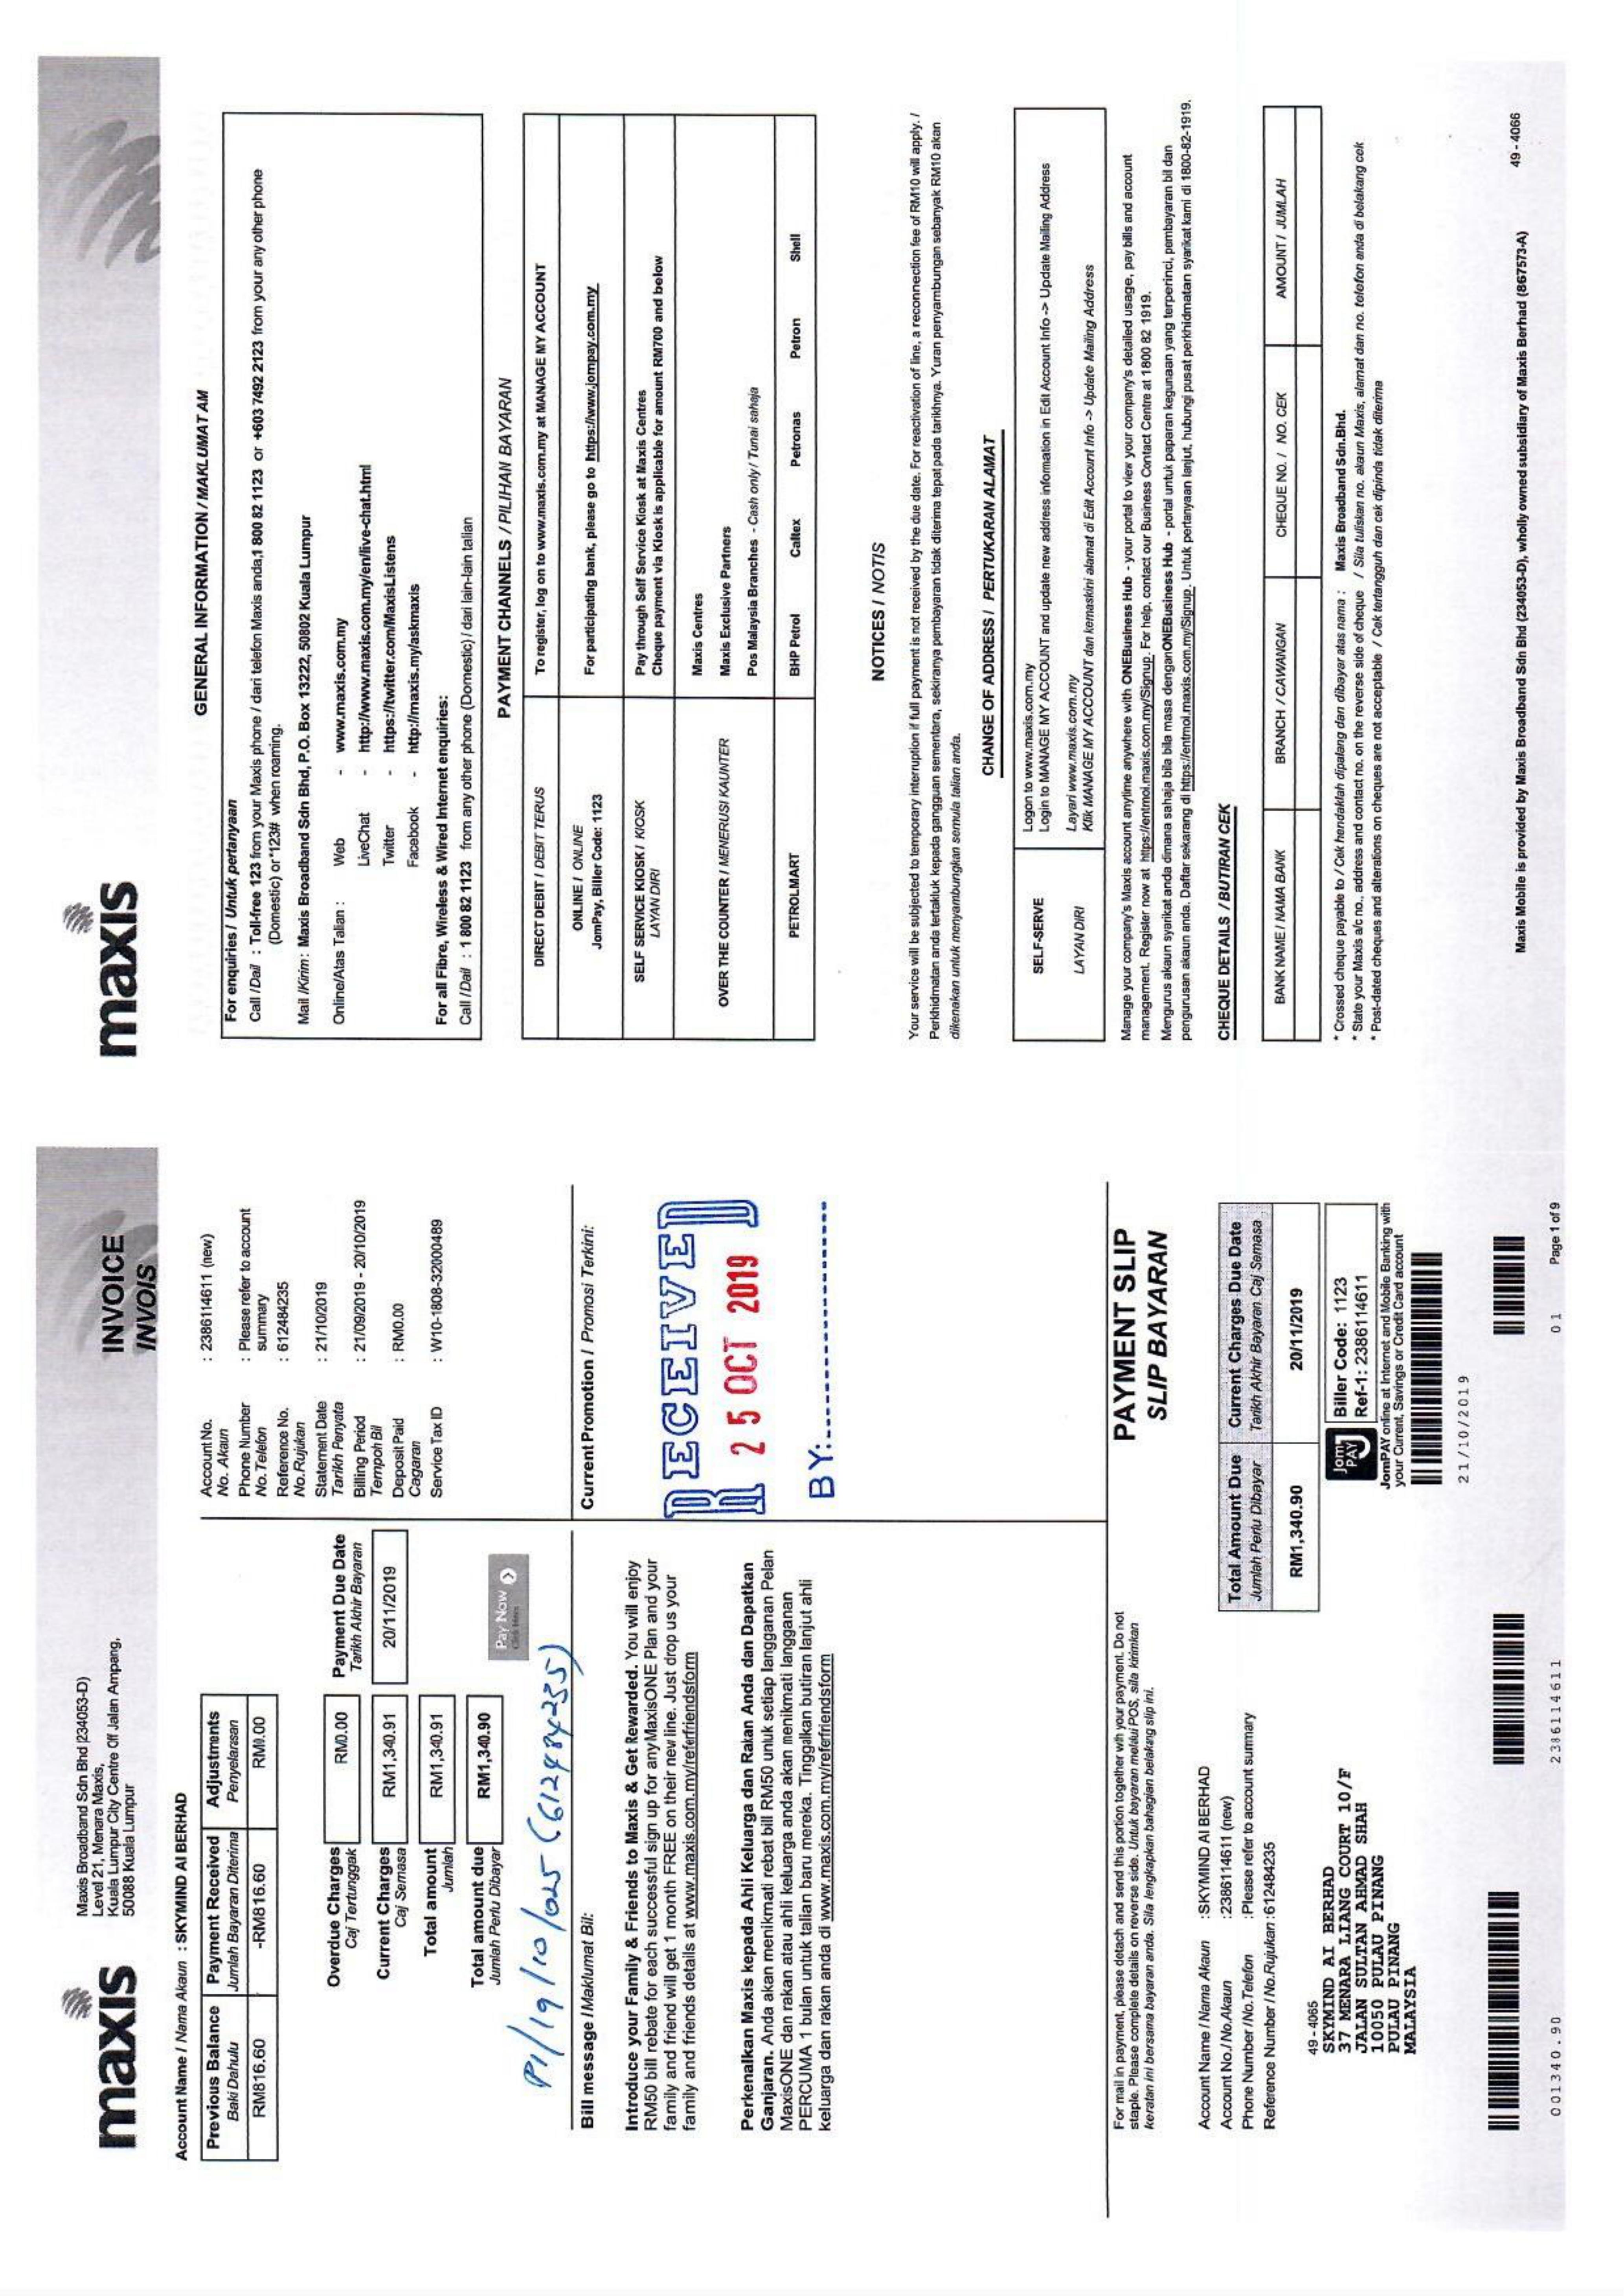 maxis
Maxis Broadband Sdn Bhd (234053-D)
Level 21, Menara Maxis,
Kuala Lumpur City Centre Off Jalan Ampang,
50088 Kuala Lumpur
INVOICE
INVOIS
Account Name / Nama Akaun : SKYMIND AI BERHAD
Previous Balance Payment Received Adjustments
Baki Dahulu Jumlah Bayaran Diterima Penyelarasan
RM816.60 -RM816.60 RM0.00
Overdue Charges RM0.00 Payment Due Date
Caj Tertunggak Tarikh Akhir Bayaran
Current Charges RM1,340.91 20/11/2019
Caj Semasa
Total amount RM1,340.91
Jumlah
Total amount due RM1,340.90
Jumlah Perlu Dibayar
Pay Now
Click Here
PI/19/10/025 (612484235)
Account No. : 2386114611 (new)
No. Akaun
Phone Number : Please refer to account
No. Telefon summary
Reference No. : 612484235
No.Rujukan
Statement Date : 21/10/2019
Tarikh Penyata
Billing Period : 21/09/2019 - 20/10/2019
Tempoh Bil
Deposit Paid : RM0.00
Cagaran
Service Tax ID : W10-1808-32000489
Bill message / Maklumat Bil:
Introduce your Family & Friends to Maxis & Get Rewarded. You will enjoy
RM50 bill rebate for each successful sign up for any MaxisONE Plan and your
family and friend will get 1 month FREE on their new line. Just drop us your
family and friends details at www.maxis.com.my/referfriendsform
Perkenalkan Maxis kepada Ahli Keluarga dan Rakan Anda dan Dapatkan
Ganjaran. Anda akan menikmati rebat bill RM50 untuk setiap langganan Pelan
MaxisONE dan rakan atau ahli keluarga anda akan menikmati langganan
PERCUMA 1 bulan untuk talian baru mereka. Tinggalkan butiran lanjut ahli
keluarga dan rakan anda di www.maxis.com.my/referfriendsform
Current Promotion / Promosi Terkini:
RECEIVED
25 OCT 2019
BY:
For mail in payment, please detach and send this portion together with your payment. Do not
staple. Please complete details on reverse side. Untuk bayaran melalui POS, sila kirimkan
keratan ini bersama bayaran anda. Sila lengkapkan bahagian belakang slip ini.
PAYMENT SLIP
SLIP BAYARAN
Account Name / Nama Akaun :SKYMIND AI BERHAD
Account No./No.Akaun :2386114611 (new)
Phone Number /No.Telefon :Please refer to account summary
Reference Number / No.Rujukan :612484235
Total Amount Due Current Charges Due Date
Jumlah Perlu Dibayar Tarikh Akhir Bayaran Caj Semasa
RM1,340.90 20/11/2019
49 - 4065
SKYMIND AI BERHAD
37 MENARA LIANG COURT 10/F
JALAN SULTAN AHMAD SHAH
10050 PULAU PINANG
PULAU PINANG
MALAYSIA
Jom PAY
Biller Code: 1123
Ref-1: 2386114611
JomPAY online at Internet and Mobile Banking with
your Current, Savings or Credit Card account
21/10/2019
001340.90 2386114611 01 Page 1 of 9
maxis
GENERAL INFORMATION / MAKLUMAT AM
For enquiries / Untuk pertanyaan
Call /Dail : Toll-free 123 from your Maxis phone / dari telefon Maxis anda,1 800 82 1123 or +603 7492 2123 from your any other phone
(Domestic) or*123# when roaming.
Mail /Kirim: Maxis Broadband Sdn Bhd, P.O. Box 13222, 50802 Kuala Lumpur
Online/Atas Talian : Web - www.maxis.com.my
LiveChat - http://www.maxis.com.my/en/live-chat.html
Twitter - https://twitter.com/MaxisListens
Facebook - http://maxis.my/askmaxis
For all Fibre, Wireless & Wired Internet enquiries:
Call /Dail : 1 800 82 1123 from any other phone (Domestic) / dari lain-lain talian
PAYMENT CHANNELS / PILIHAN BAYARAN
DIRECT DEBIT / DEBIT TERUS To register, log on to www.maxis.com.my at MANAGE MY ACCOUNT
ONLINE / ONLINE
JomPay, Biller Code: 1123 For participating bank, please go to https://www.jompay.com.my
SELF SERVICE KIOSK / KIOSK Pay through Self Service Kiosk at Maxis Centres
LAYAN DIRI Cheque payment via Kiosk is applicable for amount RM700 and below
OVER THE COUNTER / MENERUSI KAUNTER Maxis Centres
Maxis Exclusive Partners
Pos Malaysia Branches - Cash only / Tunai sahaja
PETROLMART BHP Petrol Caltex Petronas Petron Shell
NOTICES / NOTIS
Your service will be subjected to temporary interruption if full payment is not received by the due date. For reactivation of line, a reconnection fee of RM10 will apply. /
Perkhidmatan anda tertakluk kepada gangguan sementara, sekiranya pembayaran tidak diterima tepat pada tarikhnya. Yuran penyambungan sebanyak RM10 akan
dikenakan untuk menyambungkan semula talian anda.
CHANGE OF ADDRESS / PERTUKARAN ALAMAT
SELF-SERVE Logon to www.maxis.com.my
Login to MANAGE MY ACCOUNT and update new address information in Edit Account Info -> Update Mailing Address
LAYAN DIRI Layari www.maxis.com.my
Klik MANAGE MY ACCOUNT dan kemaskini alamat di Edit Account Info -> Update Mailing Address
Manage your company's Maxis account anytime anywhere with ONEBusiness Hub - your portal to view your company's detailed usage, pay bills and account
management. Register now at https://entmoi.maxis.com.my/Signup. For help, contact our Business Contact Centre at 1800 82 1919.
Mengurus akaun syarikat anda dimana sahaja bila bila masa denganONEBusiness Hub - portal untuk paparan kegunaan yang terperinci, pembayaran bil dan
pengurusan akaun anda. Daftar sekarang di https://entmoi.maxis.com.my/Signup. Untuk pertanyaan lanjut, hubungi pusat perkhidmatan syarikat kami di 1800-82-1919.
CHEQUE DETAILS / BUTIRAN CEK
BANK NAME / NAMA BANK BRANCH / CAWANGAN CHEQUE NO. / NO. CEK AMOUNT / JUMLAH
* Crossed cheque payable to / Cek hendaklah dipalang dan dibayar atas nama : Maxis Broadband Sdn.Bhd.
* State your Maxis a/c no., address and contact no. on the reverse side of cheque / Sila tuliskan no. akaun Maxis, alamat dan no. telefon anda di belakang cek
* Post-dated cheques and alterations on cheques are not acceptable / Cek tertangguh dan cek dipinda tidak diterima
Maxis Mobile is provided by Maxis Broadband Sdn Bhd (234053-D), wholly owned subsidiary of Maxis Berhad (867573-A) 49 - 4066